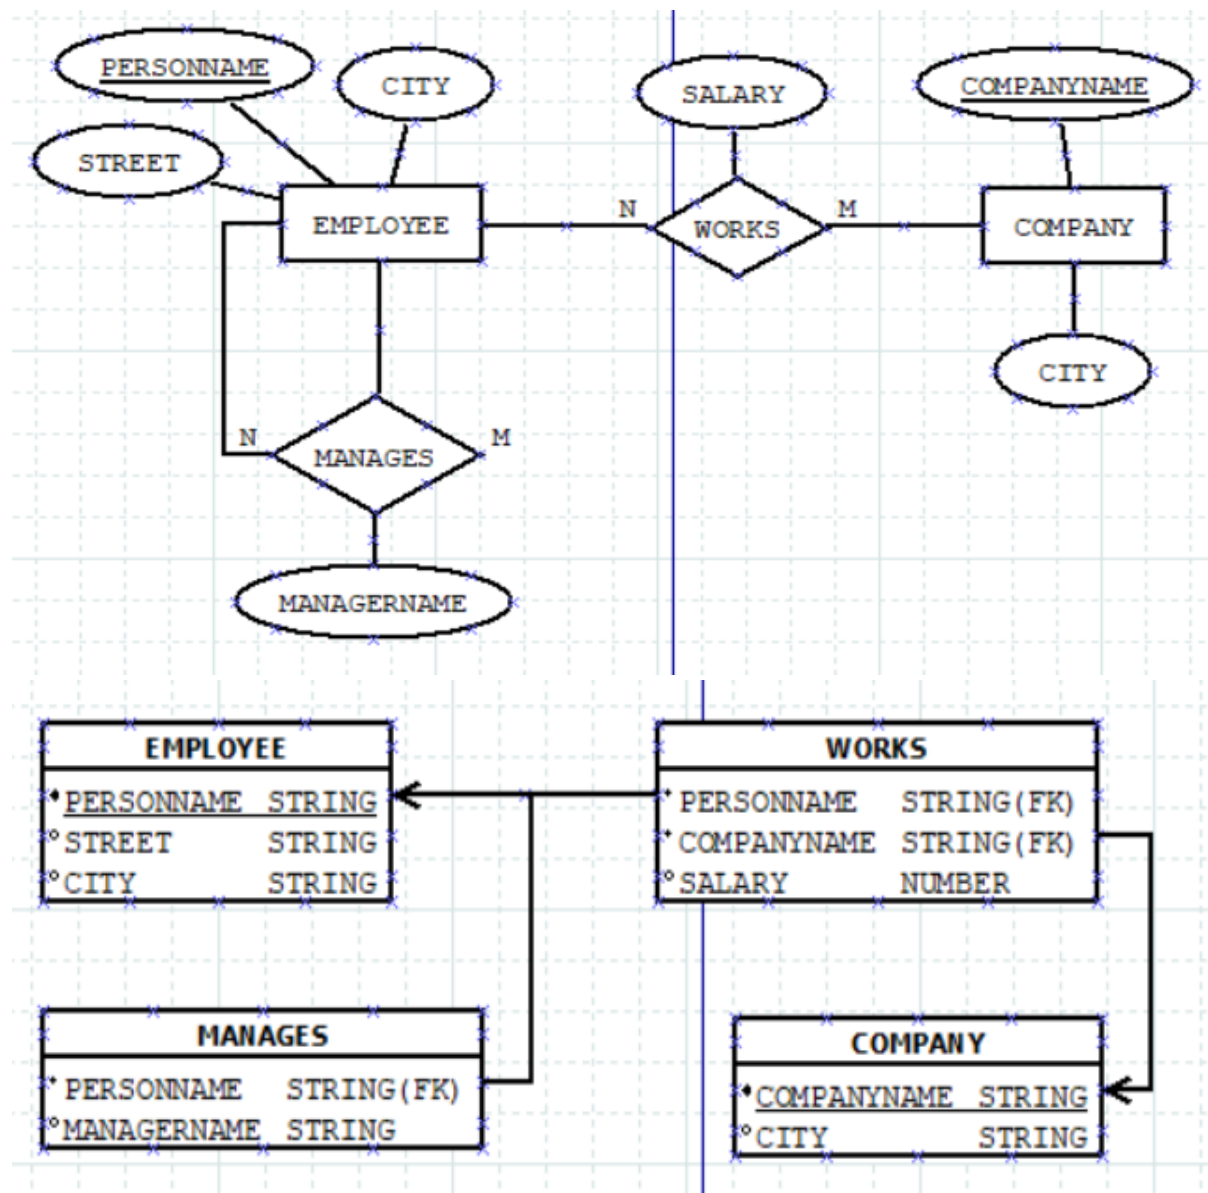 PERSONNAME
CITY
SALARY
COMPANYNAME
STREET
EMPLOYEE
N
WORKS
M
COMPANY
CITY
N
MANAGES
M
MANAGERNAME
EMPLOYEE
PERSONNAME STRING
STREET STRING
CITY STRING
WORKS
PERSONNAME STRING(FK)
COMPANYNAME STRING(FK)
SALARY NUMBER
MANAGES
PERSONNAME STRING(FK)
MANAGERNAME STRING
COMPANY
COMPANYNAME STRING
CITY STRING